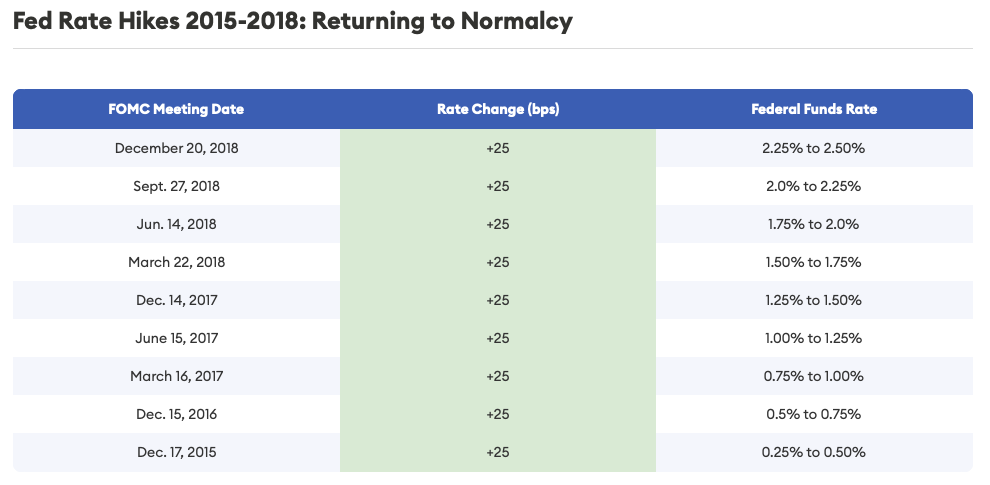 Fed Rate Hikes 2015-2018: Returning to Normalcy
FOMC Meeting Date Rate Change (bps) Federal Funds Rate
December 20, 2018 +25 2.25% to 2.50%
Sept. 27, 2018 +25 2.0% to 2.25%
Jun. 14, 2018 +25 1.75% to 2.0%
March 22, 2018 +25 1.50% to 1.75%
Dec. 14, 2017 +25 1.25% to 1.50%
June 15, 2017 +25 1.00% to 1.25%
March 16, 2017 +25 0.75% to 1.00%
Dec. 15, 2016 +25 0.5% to 0.75%
Dec. 17, 2015 +25 0.25% to 0.50%